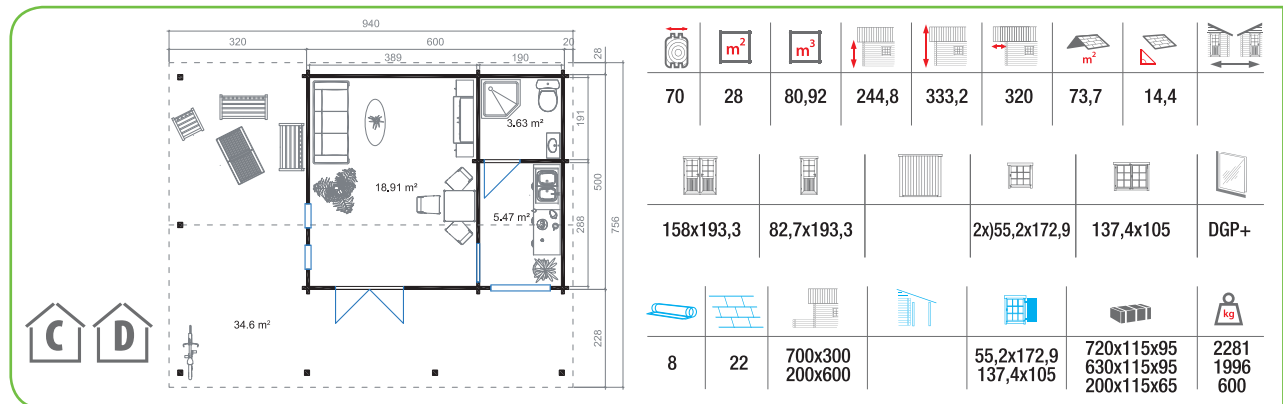 940
320 600 20
389 190
28
191
500
288
756
228
3.63 m²
18.91 m²
5.47 m²
34.6 m²
C D
m² m³ m²
70 28 80,92 244,8 333,2 320 73,7 14,4
158x193,3 82,7x193,3 2x)55,2x172,9 137,4x105 DGP+
kg
8 22 700x300 55,2x172,9 720x115x95 2281
200x600 137,4x105 630x115x95 1996
200x115x65 600